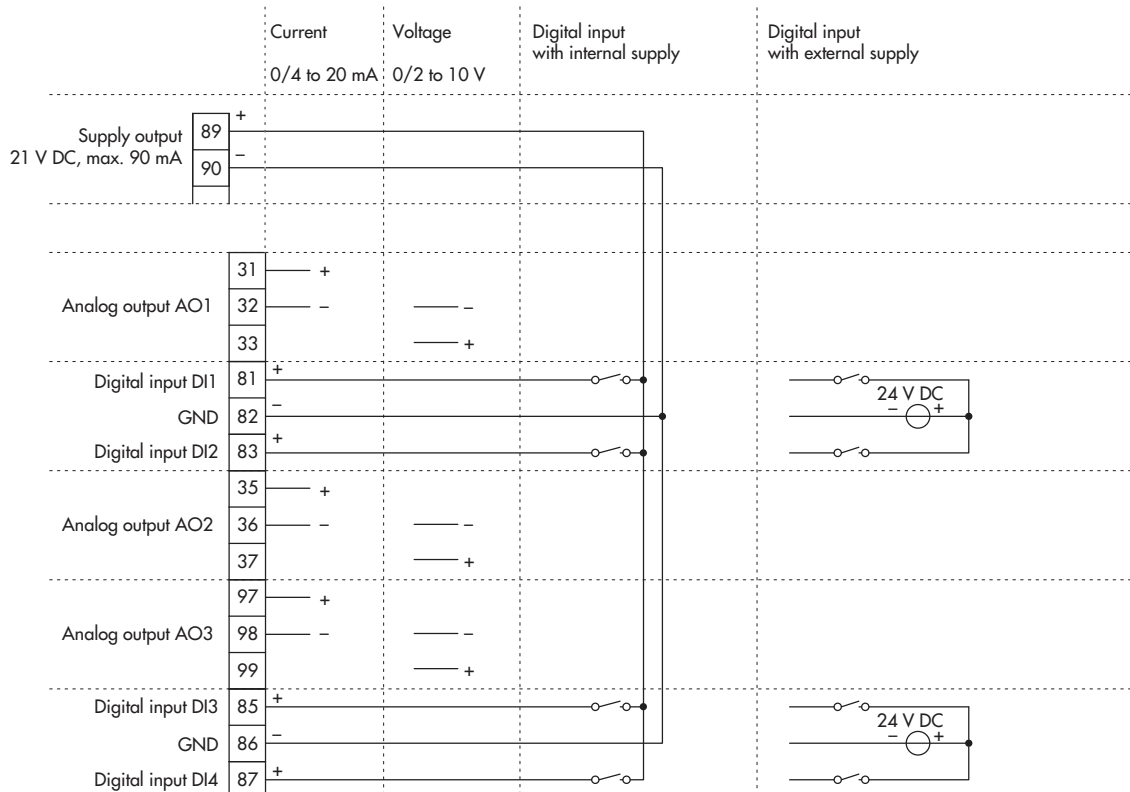 Current
Voltage
Digital input
with internal supply
Digital input
with external supply
0/4 to 20 mA
0/2 to 10 V
Supply output
21 V DC, max. 90 mA
89 +
90 –
Analog output AO1
31 +
32 – –
33 +
Digital input DI1 81 +
24 V DC
GND 82 – – +
Digital input DI2 83 +
Analog output AO2
35 +
36 – –
37 +
Analog output AO3
97 +
98 – –
99 +
Digital input DI3 85 +
24 V DC
GND 86 – – +
Digital input DI4 87 +